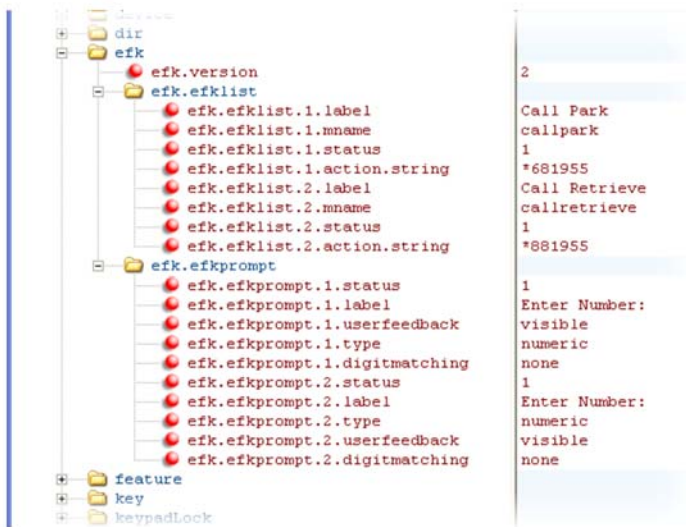 device
dir
efk
efk.version 2
efk.efklist
efk.efklist.1.label Call Park
efk.efklist.1.mname callpark
efk.efklist.1.status 1
efk.efklist.1.action.string *681955
efk.efklist.2.label Call Retrieve
efk.efklist.2.mname callretrieve
efk.efklist.2.status 1
efk.efklist.2.action.string *881955
efk.efkprompt
efk.efkprompt.1.status 1
efk.efkprompt.1.label Enter Number:
efk.efkprompt.1.userfeedback visible
efk.efkprompt.1.type numeric
efk.efkprompt.1.digitmatching none
efk.efkprompt.2.status 1
efk.efkprompt.2.label Enter Number:
efk.efkprompt.2.type numeric
efk.efkprompt.2.userfeedback visible
efk.efkprompt.2.digitmatching none
feature
key
keypadLock